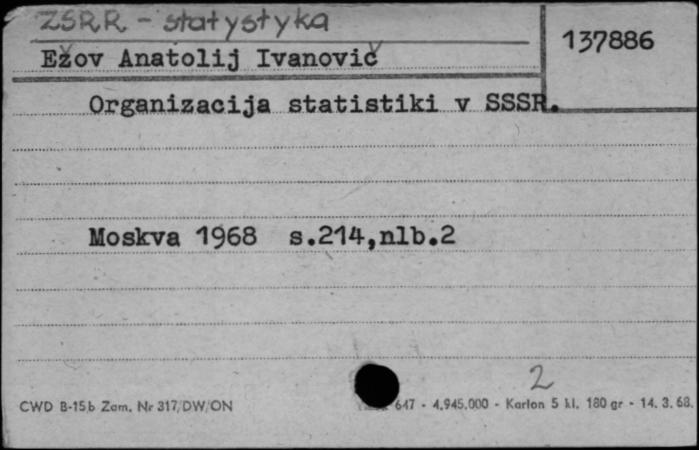 ZSRR - statystyka
Ežov Anatolij Ivanovič
137886
Organizacija statistiki v SSSR.
Moskva 1968 s.214,nlb.2
2
CWD B-15b Zam. Nr 317/DW/ON 647 - 4.945.000 - Karton 5 kl. 180 gr - 14. 3. 68.